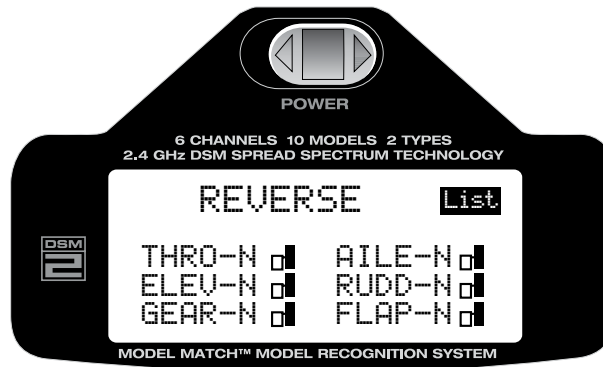 POWER
6 CHANNELS 10 MODELS 2 TYPES
2.4 GHz DSM SPREAD SPECTRUM TECHNOLOGY
REVERSE List
THRO-N AILE-N
ELEV-N RUDD-N
GEAR-N FLAP-N
DSM
2
MODEL MATCH™ MODEL RECOGNITION SYSTEM